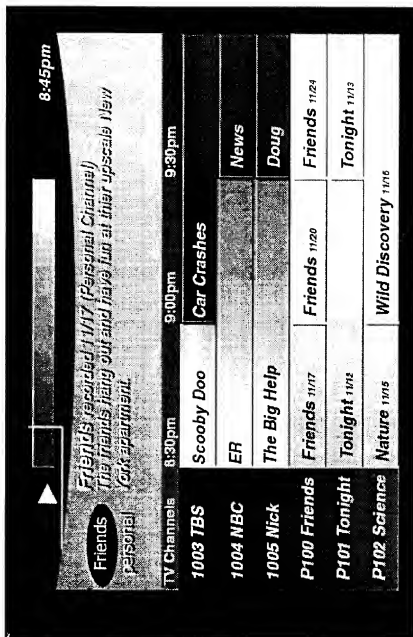 8:45pm
Friends
personal
Friends recorded 11/17 (Personal Channel)
The friends hang out and have fun at thier upscale New
York apartment.
TV Channels 8:30pm 9:00pm 9:30pm
1003 TBS Scooby Doo Car Crashes
1004 NBC ER News
1005 Nick The Big Help Doug
P100 Friends Friends 11/17 Friends 11/20 Friends 11/24
P101 Tonight Tonight 11/12 Tonight 11/13
P102 Science Nature 11/15 Wild Discovery 11/16